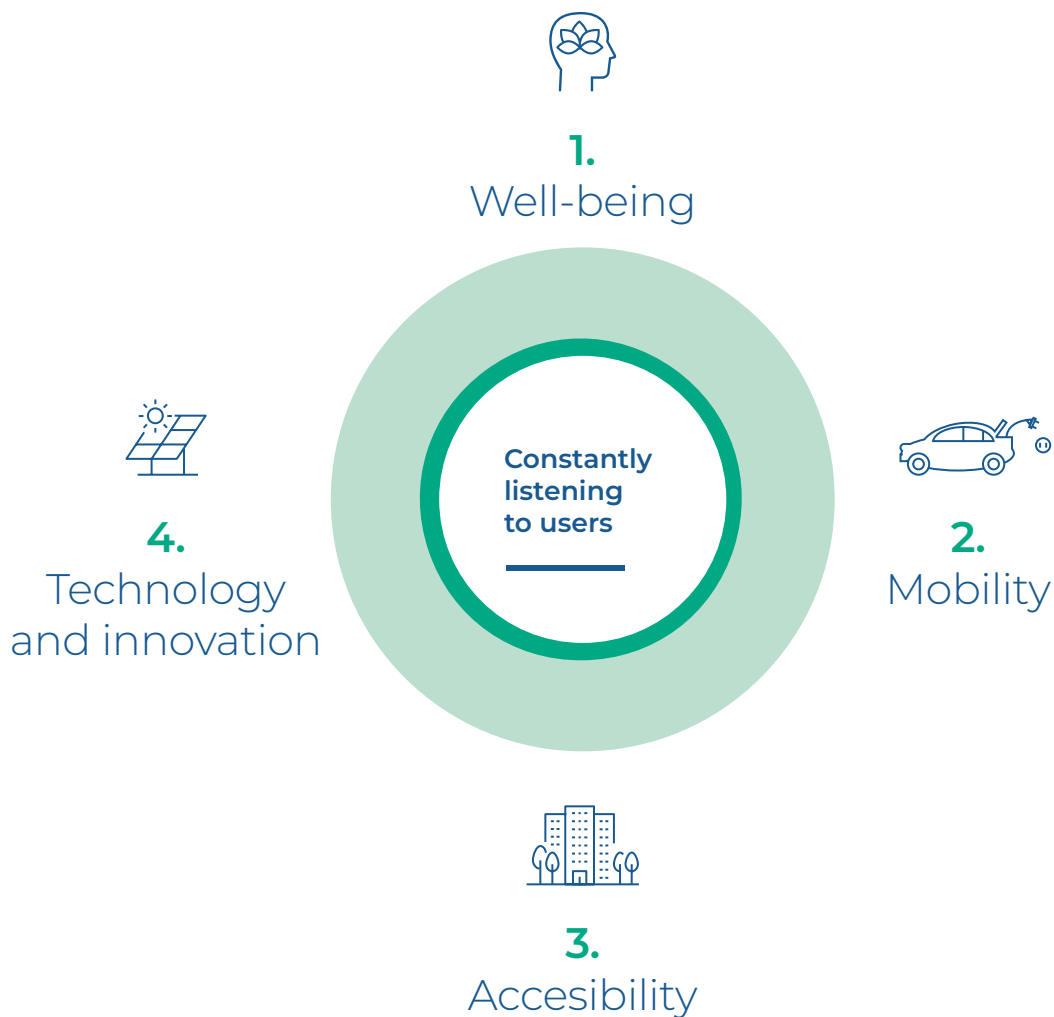 1.
Well-being
Constantly
listening
to users
2.
Mobility
3.
Accesibility
4.
Technology
and innovation